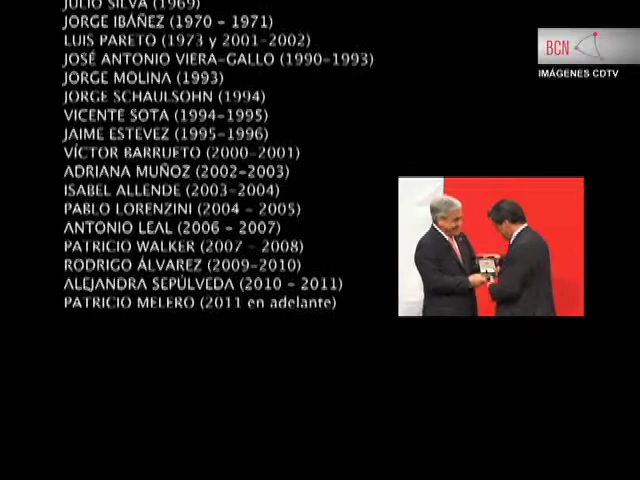 JULIO SILVA (1969)
JORGE IBÁÑEZ (1970 - 1971)
LUIS PARETO (1973 y 2001-2002)
JOSÉ ANTONIO VIERA-GALLO (1990-1993)
JORGE MOLINA (1993)
JORGE SCHAULSOHN (1994)
VICENTE SOTA (1994-1995)
JAIME ESTEVEZ (1995-1996)
VÍCTOR BARRUETO (2000-2001)
ADRIANA MUÑOZ (2002-2003)
ISABEL ALLENDE (2003-2004)
PABLO LORENZINI (2004 - 2005)
ANTONIO LEAL (2006 - 2007)
PATRICIO WALKER (2007 - 2008)
RODRIGO ÁLVAREZ (2009-2010)
ALEJANDRA SEPÚLVEDA (2010 - 2011)
PATRICIO MELERO (2011 en adelante)
BCN
IMÁGENES CDTV